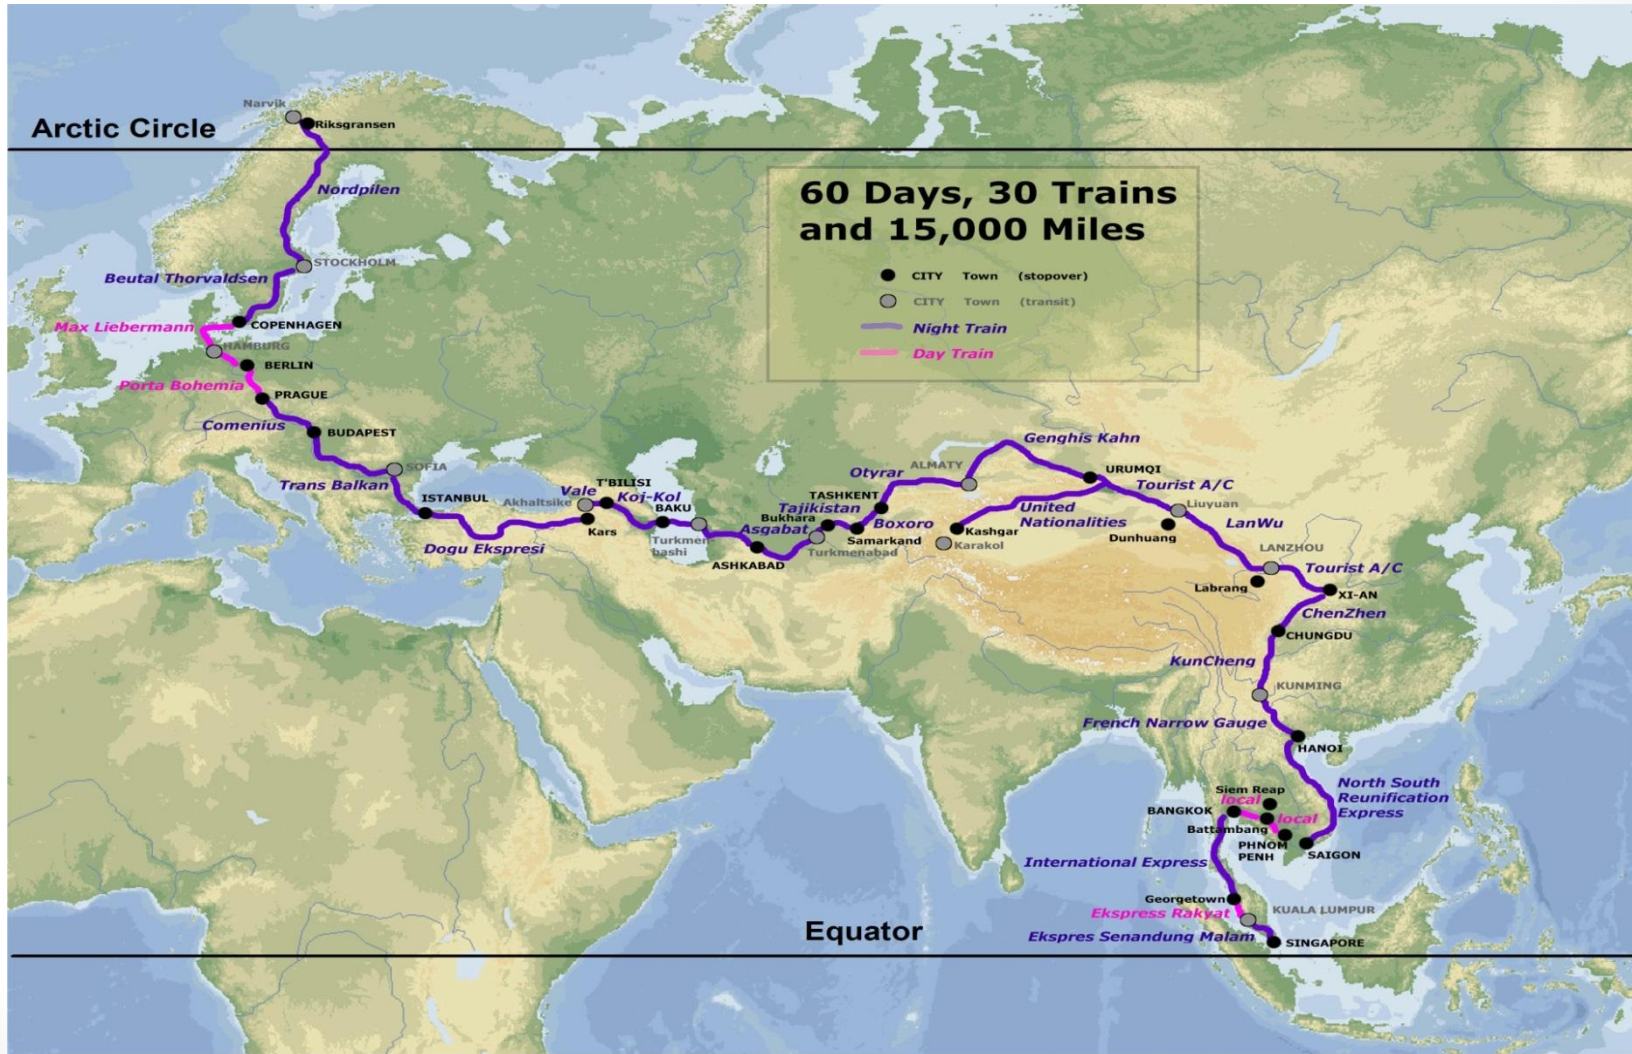 Narvik
Arctic Circle
Riksgransen
60 Days, 30 Trains
and 15,000 Miles
Nordpilen
CITY Town (stopover)
STOCKHOLM
Beutal Thorvaldsen
CITY Town (transit)
COPENHAGEN
Max Liebermann
Night Train
HAMBURG
Day Train
BERLIN
Porta Bohemia
PRAGUE
Comenius
BUDAPEST
Genghis Kahn
SOFIA
ALMATY
Otyrar
URUMQI
Trans Balkan
T'BILISI
Tourist A/C
Vale
Koj-Kol
ISTANBUL
Akhaltsike
TASHKENT
Tajikistan
BAKU
Liuyuan
United
Nationalities
Bukhara
Boxoro
LanWu
Asgabat
Kars
Kashgar
Dunhuang
Turkmen-
bashi
Samarkand
Karakol
Dogu Ekspresi
Turkmenabad
LANZHOU
ASHKABAD
Tourist A/C
Labrang
XI-AN
ChenZhen
CHUNGDU
KunCheng
KUNMING
French Narrow Gauge
HANOI
North South
Reunification
Express
Siem Reap
local
BANGKOK
local
Battambang
PHNOM
PENH
SAIGON
International Express
Georgetown
Ekspress Rakyat
KUALA LUMPUR
Equator
Ekspres Senandung Malam
SINGAPORE